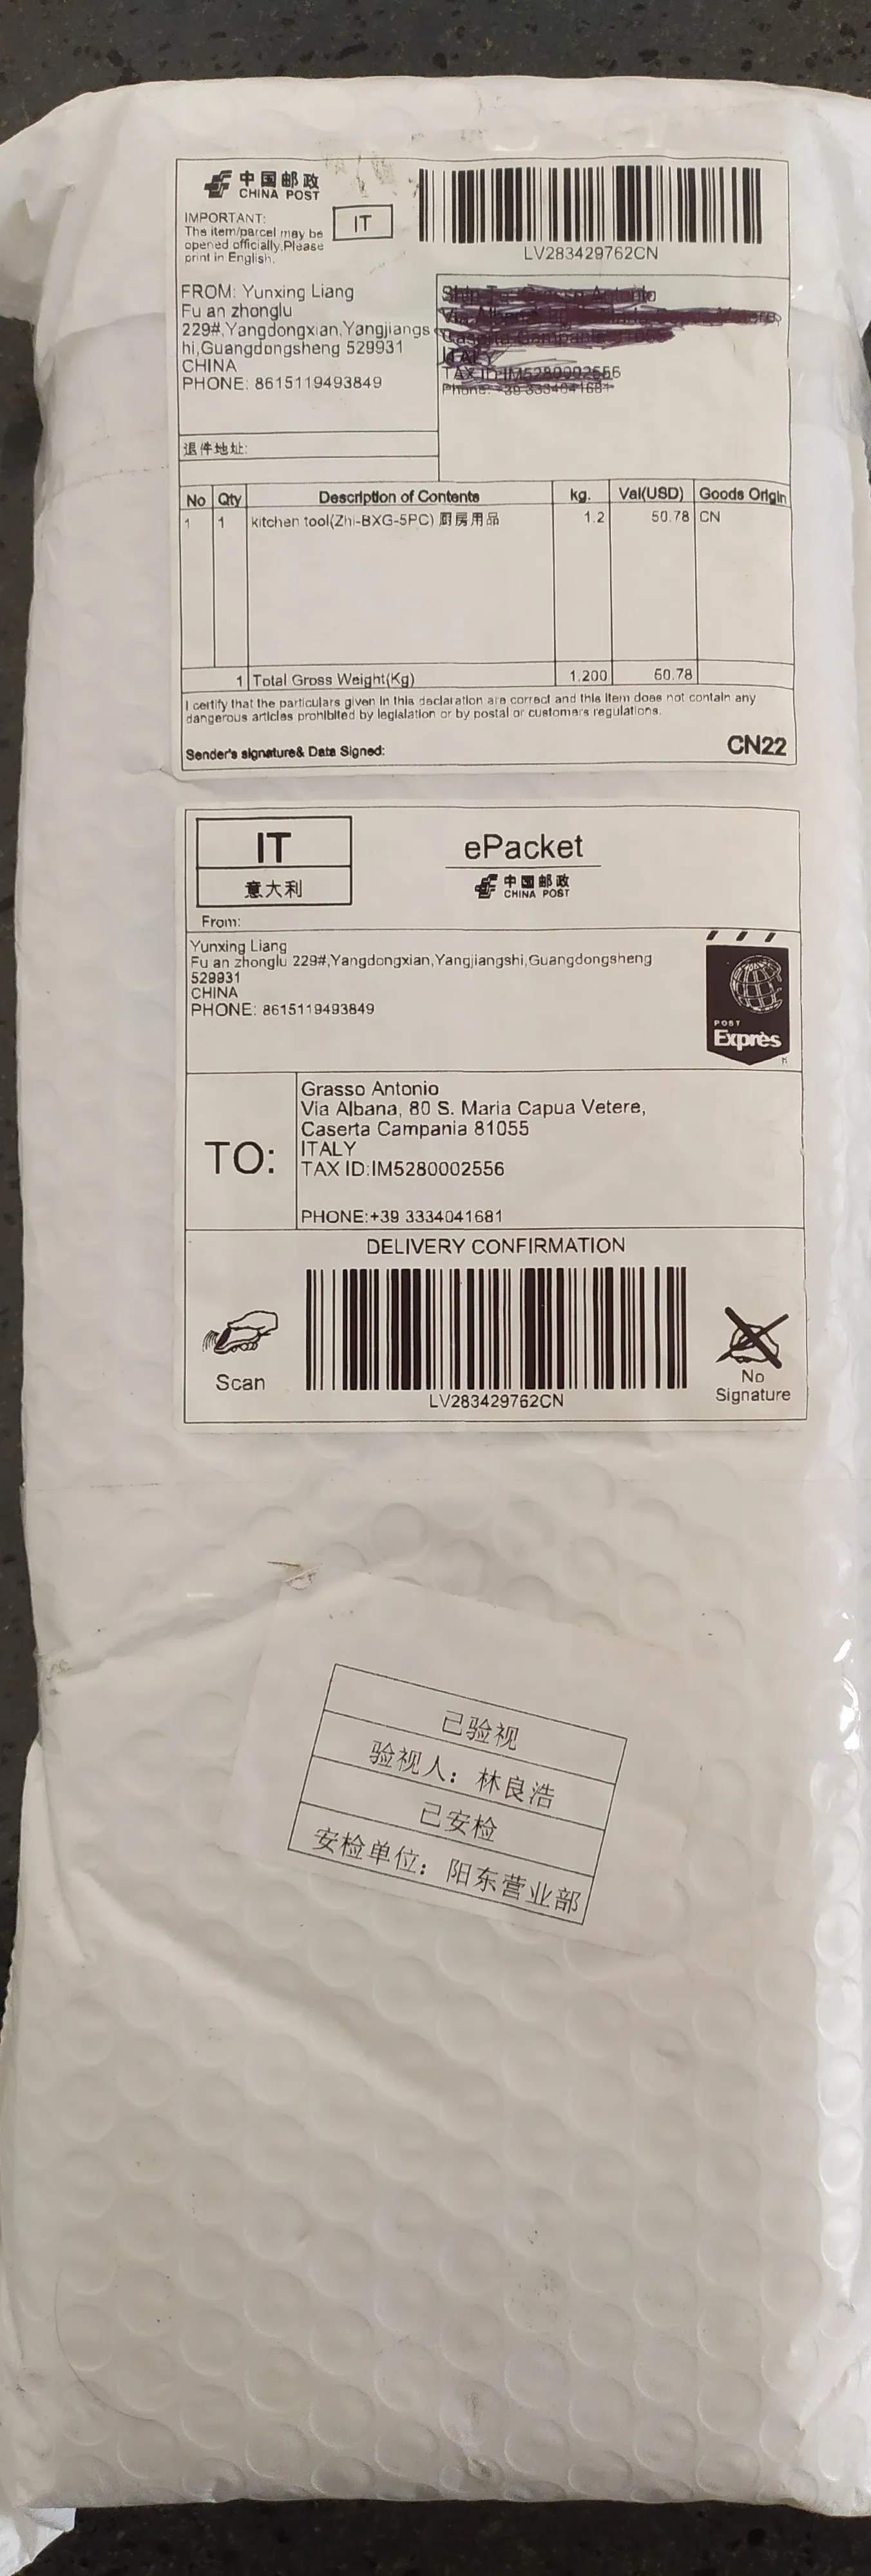 中国邮政
CHINA POST
IMPORTANT:
The item/parcel may be
opened officially.Please
print in English.
IT
LV283429762CN
FROM: Yunxing Liang
Fu an zhonglu
229#,Yangdongxian,Yangjiangs
hi,Guangdongsheng 529931
CHINA
PHONE: 8615119493849
ITALY
退件地址:
No Qty Description of Contents kg. Val(USD) Goods Origin
1 1 kitchen tool(Zhi-BXG-5PC) 厨房用品 1.2 50.78 CN
1 Total Gross Weight(Kg) 1.200 50.78
I certify that the particulars given in this declaration are correct and this item does not contain any
dangerous articles prohibited by legislation or by postal or customers regulations.
Sender's signature& Date Signed:
CN22
IT
意大利
ePacket
中国邮政
CHINA POST
From:
Yunxing Liang
Fu an zhonglu 229#,Yangdongxian,Yangjiangshi,Guangdongsheng
529931
CHINA
PHONE: 8615119493849
POST
Exprès
TO:
Grasso Antonio
Via Albana, 80 S. Maria Capua Vetere,
Caserta Campania 81055
ITALY
TAX ID:IM5280002556
PHONE:+39 3334041681
DELIVERY CONFIRMATION
Scan
LV283429762CN
No
Signature
已验视
验视人：林良浩
已安检
安检单位：阳东营业部